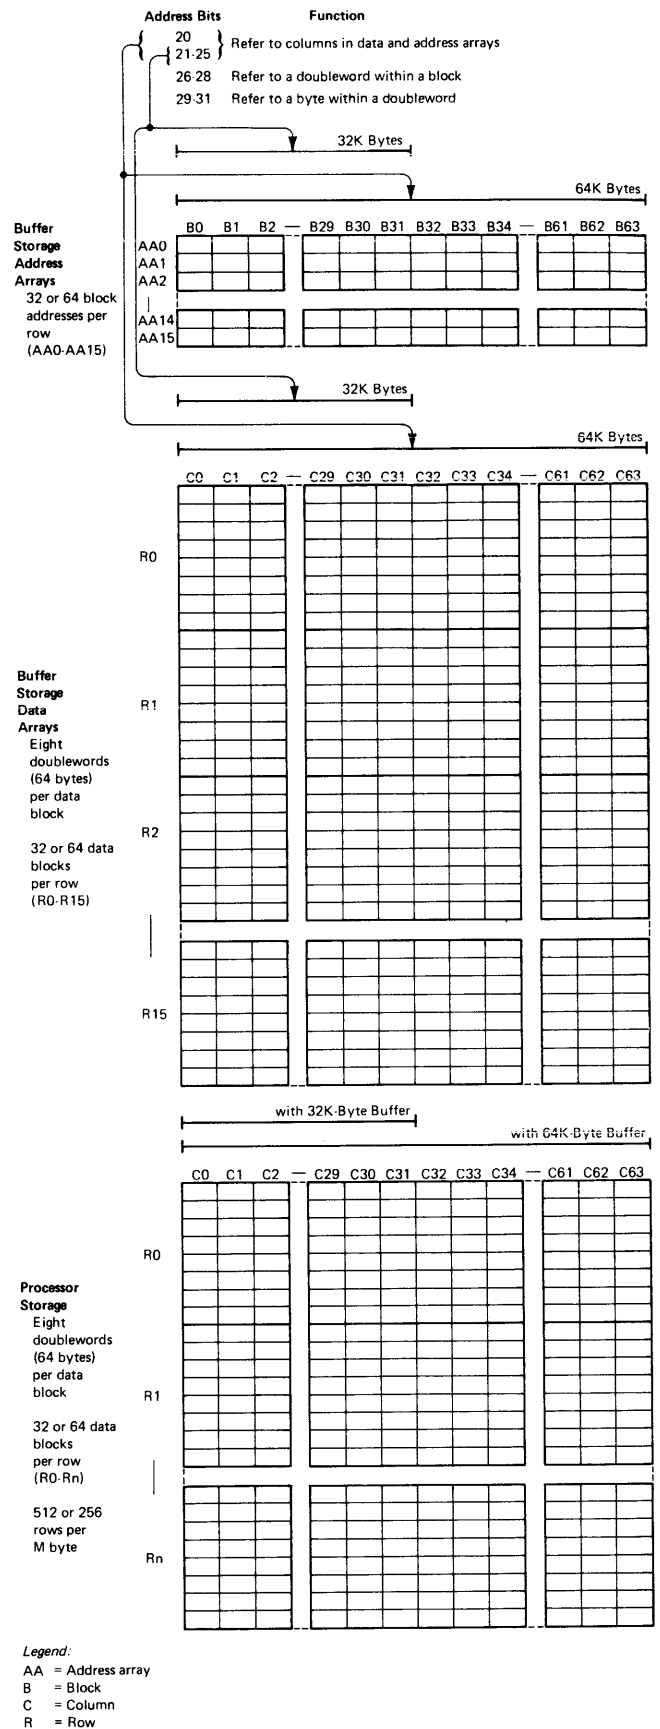 Address Bits Function
20
21-25 Refer to columns in data and address arrays
26-28 Refer to a doubleword within a block
29-31 Refer to a byte within a doubleword
32K Bytes
64K Bytes
B0 B1 B2 — B29 B30 B31 B32 B33 B34 — B61 B62 B63
Buffer
Storage
Address
Arrays
32 or 64 block
addresses per
row
(AA0-AA15)
AA0
AA1
AA2
AA14
AA15
32K Bytes
64K Bytes
C0 C1 C2 — C29 C30 C31 C32 C33 C34 — C61 C62 C63
R0
R1
R2
R15
Buffer
Storage
Data
Arrays
Eight
doublewords
(64 bytes)
per data
block
32 or 64 data
blocks
per row
(R0-R15)
with 32K-Byte Buffer
with 64K-Byte Buffer
C0 C1 C2 — C29 C30 C31 C32 C33 C34 — C61 C62 C63
R0
R1
Rn
Processor
Storage
Eight
doublewords
(64 bytes)
per data
block
32 or 64 data
blocks
per row
(R0-Rn)
512 or 256
rows per
M byte
Legend:
AA = Address array
B = Block
C = Column
R = Row